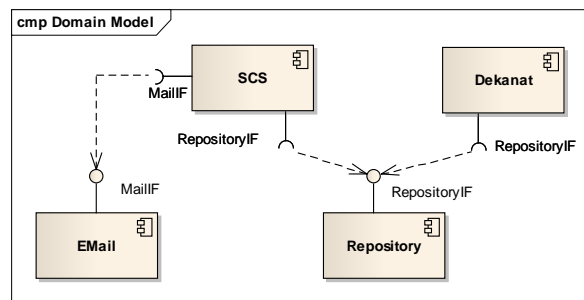 cmp Domain Model
SCS
Dekanat
MailIF
RepositoryIF
RepositoryIF
MailIF
RepositoryIF
EMail
Repository